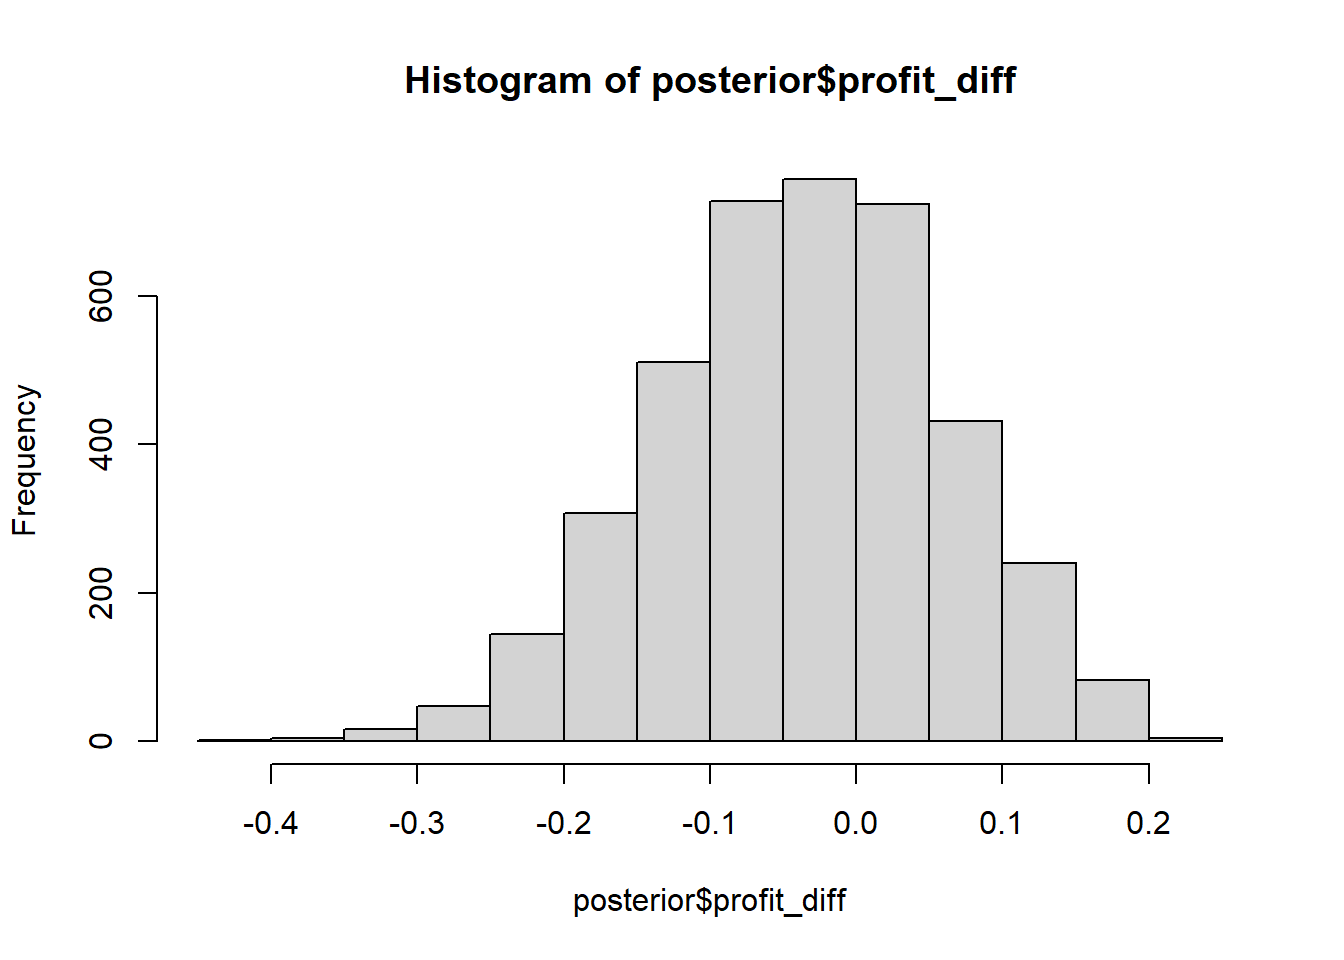 Histogram of posterior$profit_diff
Frequency
600
400
200
0
-0.4 -0.3 -0.2 -0.1 0.0 0.1 0.2
posterior$profit_diff